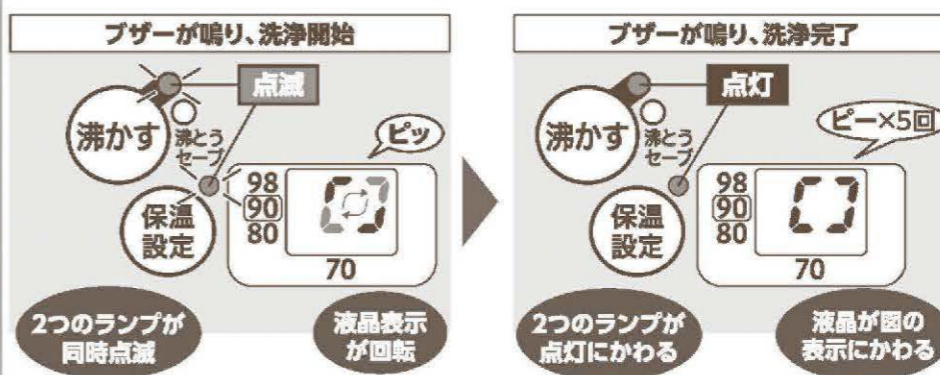 ブザーが鳴り、洗浄開始
点滅
沸かす
沸とう
セーブ
ピッ
保温
設定
98
90
80
70
2つのランプが
同時点滅
液晶表示
が回転
ブザーが鳴り、洗浄完了
点灯
沸かす
沸とう
セーブ
ピー×5回
保温
設定
98
90
80
70
2つのランプが
点灯にかわる
液晶が図の
表示にかわる